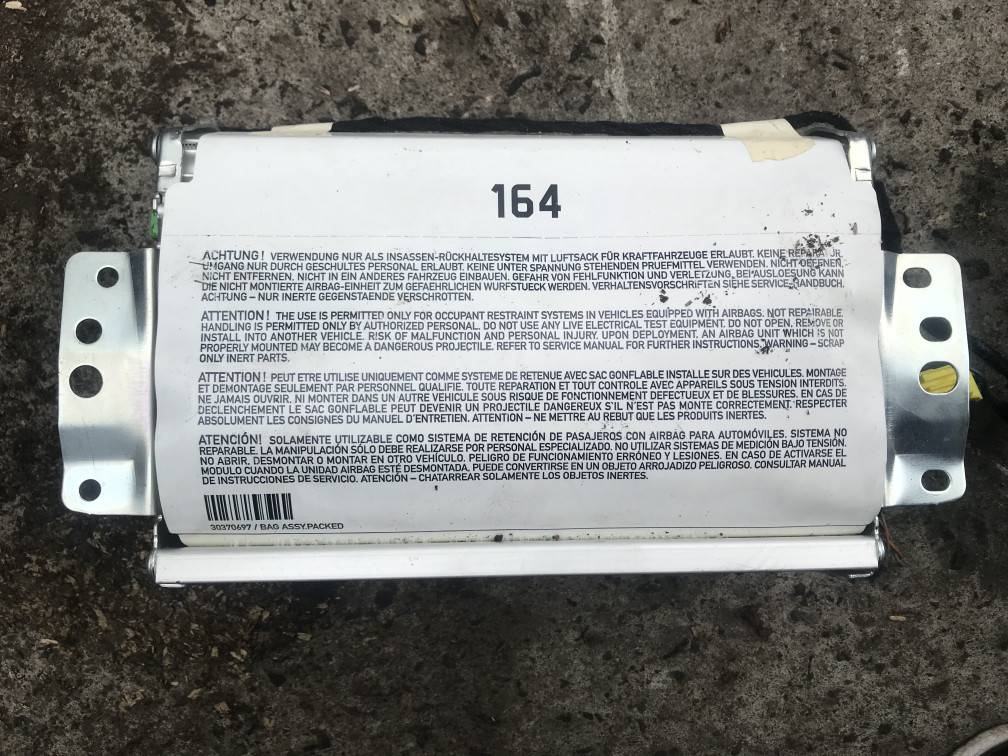 164
ACHTUNG! VERWENDUNG NUR ALS INSASSEN-RÜCKHALTESYSTEM MIT LUFTSACK FÜR KRAFTFAHRZEUGE ERLAUBT. KEINE
UMGANG NUR DURCH GESCHULTES PERSONAL ERLAUBT. KEINE UNTER SPANNUNG STEHENDEN PRUEFMITTEL VERWENDEN. NICHT OEFFNEN.
NICHT ENTFERNEN. NICHT IN EIN ANDERES FAHRZEUG EINBAUEN. GEFAHR VON FEHLFUNKTION UND VERLETZUNG. BEI AUSLOESUNG KANN
DIE NICHT MONTIERTE AIRBAG-EINHEIT ZUM GEFAEHRLICHEN WURFSTUECK WERDEN. VERHALTENSVORSCHRIFTEN SIEHE SERVICE-HANDBUCH.
ACHTUNG – NUR INERTE GEGENSTAENDE VERSCHROTTEN.
ATTENTION! THE USE IS PERMITTED ONLY FOR OCCUPANT RESTRAINT SYSTEMS IN VEHICLES EQUIPPED WITH AIRBAGS. NOT REPAIRABLE.
HANDLING IS PERMITTED ONLY BY AUTHORIZED PERSONAL. DO NOT USE ANY LIVE ELECTRICAL TEST EQUIPMENT. DO NOT OPEN, REMOVE OR
INSTALL INTO ANOTHER VEHICLE. RISK OF MALFUNCTION AND PERSONAL INJURY. UPON DEPLOYMENT, AN AIRBAG UNIT WHICH IS NOT
PROPERLY MOUNTED MAY BECOME A DANGEROUS PROJECTILE. REFER TO SERVICE MANUAL FOR FURTHER INSTRUCTIONS. WARNING – SCRAP
ONLY INERT PARTS.
ATTENTION! PEUT ETRE UTILISE UNIQUEMENT COMME SYSTEME DE RETENUE AVEC SAC GONFLABLE INSTALLE SUR DES VEHICULES. MONTAGE
ET DEMONTAGE SEULEMENT PAR PERSONNEL QUALIFIE. TOUTE REPARATION ET TOUT CONTROLE AVEC APPAREILS SOUS TENSION INTERDITS.
NE JAMAIS OUVRIR, NI MONTER DANS UN AUTRE VEHICULE SOUS RISQUE DE FONCTIONNEMENT DEFECTUEUX ET DE BLESSURES. EN CAS DE
DECLENCHEMENT LE SAC GONFLABLE PEUT DEVENIR UN PROJECTILE DANGEREUX S'IL N'EST PAS MONTE CORRECTEMENT. RESPECTER
ABSOLUMENT LES CONSIGNES DU MANUEL D'ENTRETIEN. ATTENTION – NE METTRE AU REBUT QUE LES PRODUITS INERTES.
ATENCIÓN! SOLAMENTE UTILIZABLE COMO SISTEMA DE RETENCIÓN DE PASAJEROS CON AIRBAG PARA AUTOMÓVILES. SISTEMA NO
REPARABLE. LA MANIPULACIÓN SÓLO DEBE REALIZARSE POR PERSONAL ESPECIALIZADO. NO UTILIZAR SISTEMAS DE MEDICIÓN BAJO TENSIÓN.
NO ABRIR, DESMONTAR O MONTAR EN OTRO VEHÍCULO. PELIGRO DE FUNCIONAMIENTO ERRÓNEO Y LESIONES. EN CASO DE ACTIVARSE EL
MODULO CUANDO LA UNIDAD AIRBAG ESTÉ DESMONTADA, PUEDE CONVERTIRSE EN UN OBJETO ARROJADIZO PELIGROSO. CONSULTAR MANUAL
DE INSTRUCCIONES DE SERVICIO. ATENCIÓN – CHATARREAR SOLAMENTE LOS OBJETOS INERTES.
30370697 / BAG ASSY.PACKED